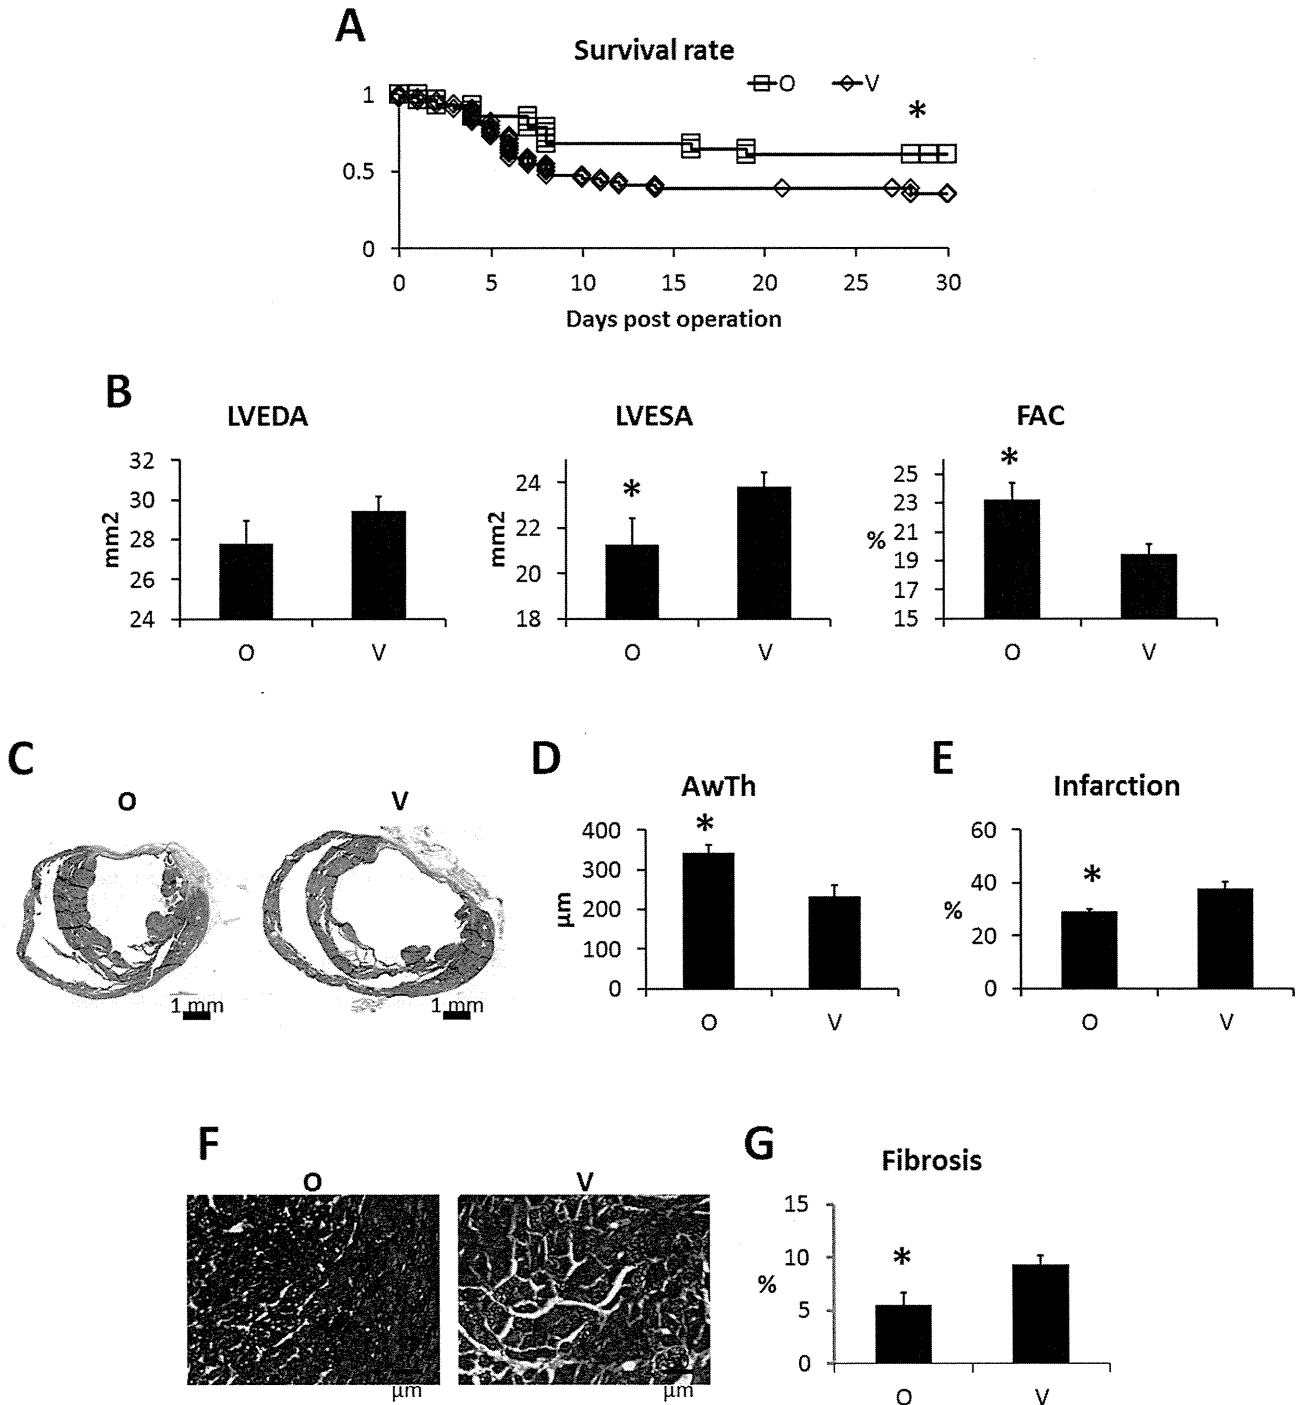 A
Survival rate
O V
*
1
0.5
0
0 5 10 15 20 25 30
Days post operation
B
LVEDA
mm2
32
30
28
26
24
O V
LVESA
mm2
24
22
20
18
*
O V
FAC
%
25
23
21
19
17
15
*
O V
C
O V
1 mm 1 mm
D
AwTh
µm
400
300
200
100
0
*
O V
E
Infarction
%
60
40
20
0
*
O V
F
O V
µm µm
G
Fibrosis
%
15
10
5
0
*
O V